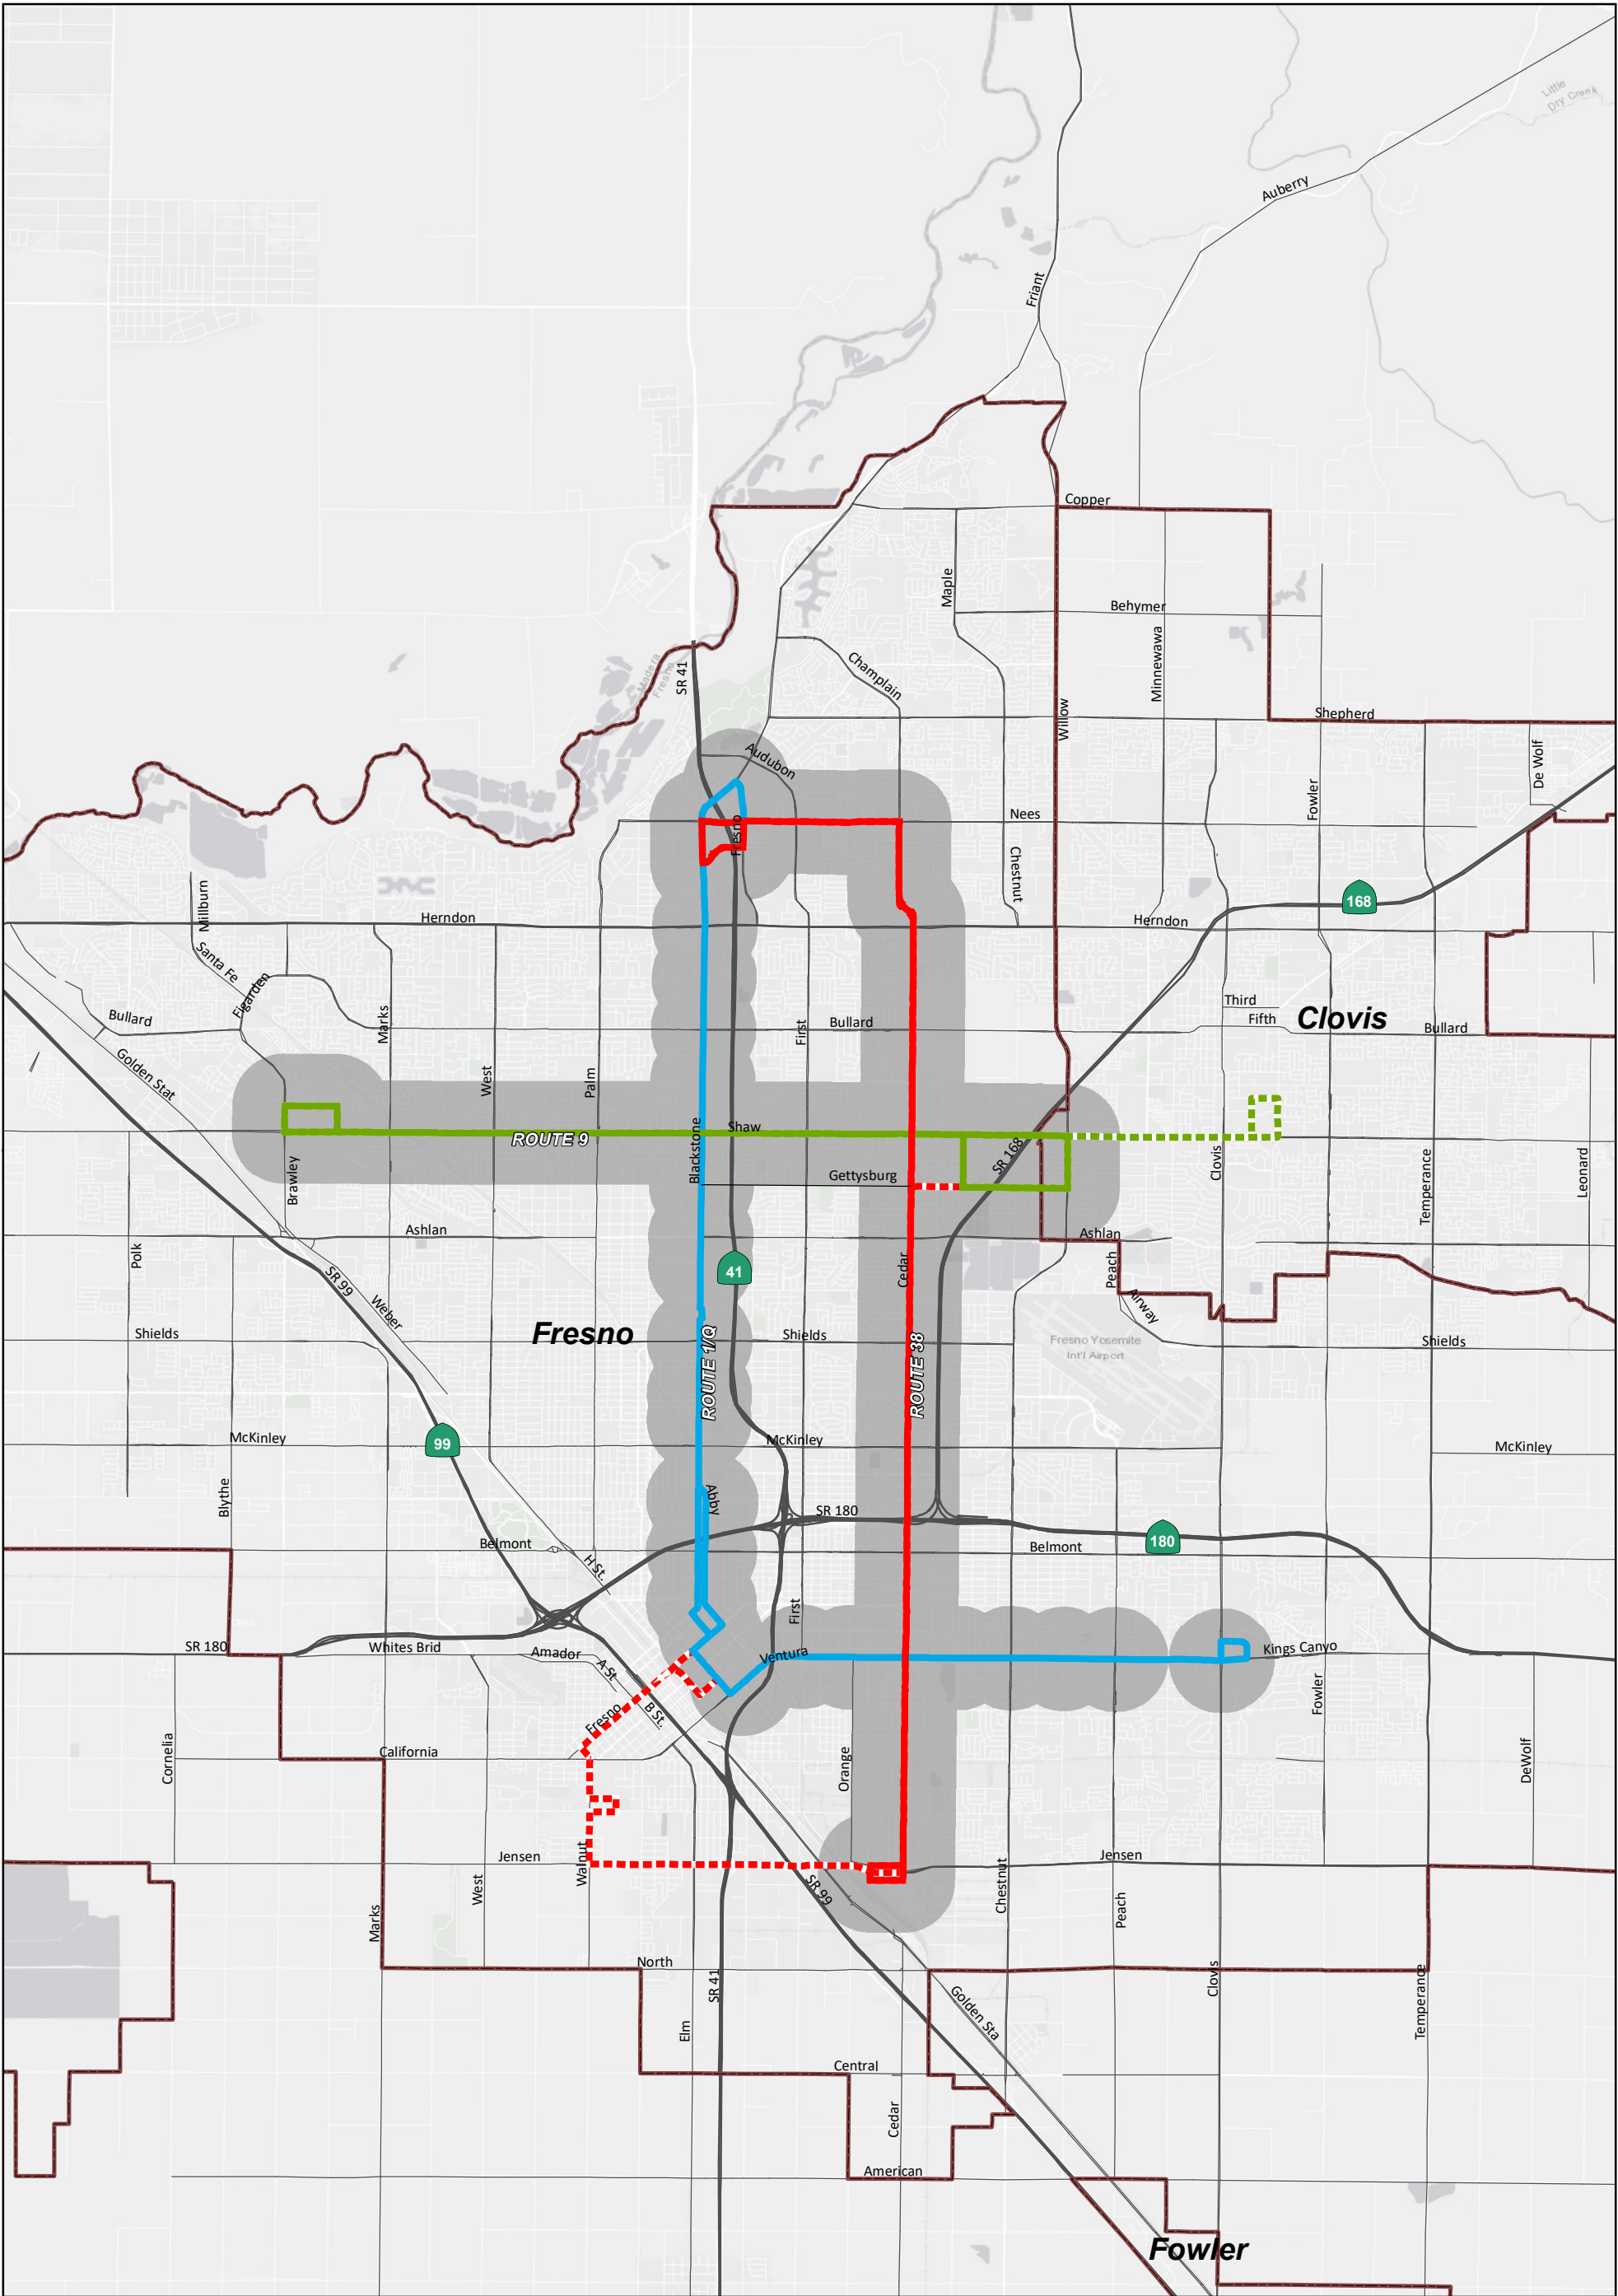 Little
Dry Creek
Auberry
Friant
Copper
Maple
Behymer
Minnewawa
Champlain
Madera
Fresno
SR 41
Willow
Shepherd
De Wolf
Audubon
Fowler
Nees
Fresno
Chestnut
Millburn
168
Herndon
Herndon
Santa Fe
Figarden
Third
Clovis
Fifth
Bullard
Marks
First
Bullard
Bullard
Golden Stat
West
Palm
Shaw
ROUTE 9
Blackstone
SR 168
Clovis
Temperance
Leonard
Brawley
Gettysburg
Ashlan
Ashlan
Polk
Cedar
Peach
41
SR 99
Weber
Airway
Fresno
Shields
Shields
Fresno Yosemite
Int'l Airport
Shields
ROUTE 1/Q
ROUTE 38
McKinley
99
McKinley
McKinley
Blythe
Abby
SR 180
180
Belmont
Belmont
H St.
First
SR 180
Whites Brid
Amador
A St
Ventura
Kings Canyo
Fowler
Fresno
B St.
California
Cornelia
Orange
DeWolf
Jensen
Walnut
Jensen
West
SR 99
Chestnut
Peach
Marks
North
SR 41
Clovis
Temperance
Elm
Golden Sta
Central
Cedar
American
Fowler